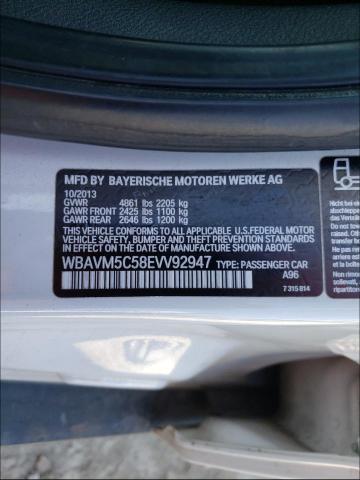 MFD BY BAYERISCHE MOTOREN WERKE AG
10/2013
GVWR 4861 lbs 2205 kg
GAWR FRONT 2425 lbs 1100 kg
GAWR REAR 2646 lbs 1200 kg
THIS VEHICLE CONFORMS TO ALL APPLICABLE U.S.FEDERAL MOTOR
VEHICLE SAFETY, BUMPER, AND THEFT PREVENTION STANDARDS
IN EFFECT ON THE DATE OF MANUFACTURE SHOWN ABOVE.
WBAVM5C58EVV92947 TYPE: PASSENGER CAR
A96
7 315 814